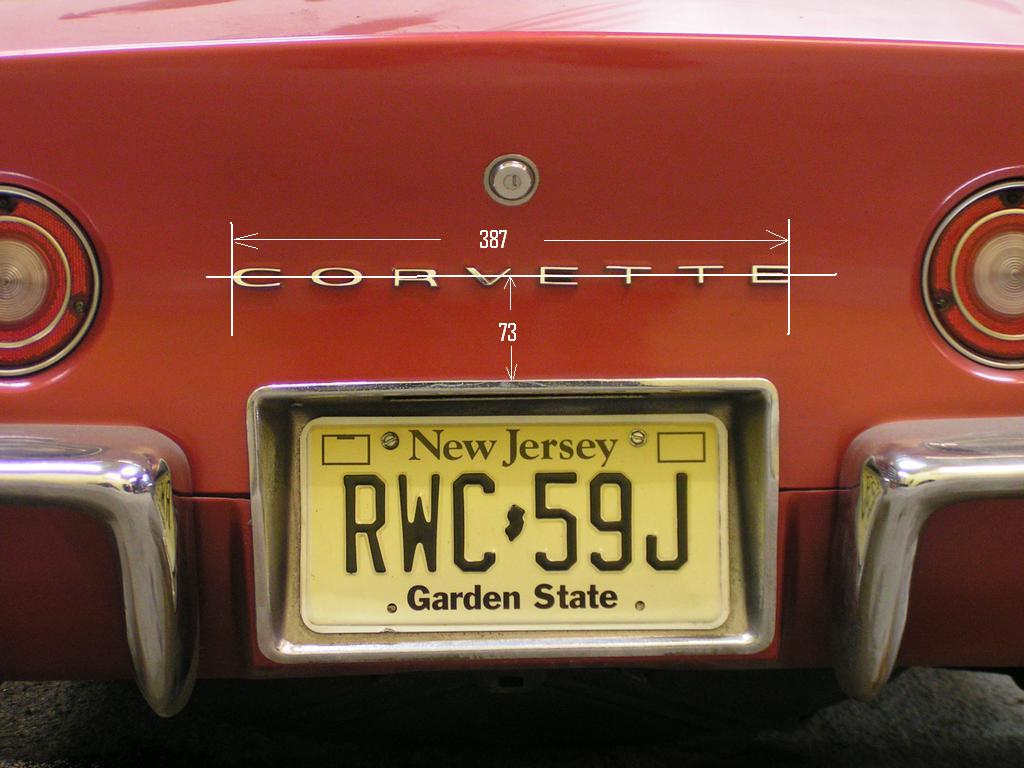 387
CORVETTE
73
New Jersey
RWC 59J
Garden State